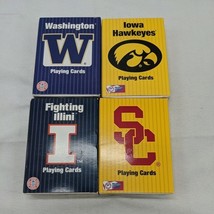 Washington
W
Playing Cards
Iowa
Hawkeyes
Playing Cards
Fighting
Illini
I
Playing Cards
SC
Playing Cards